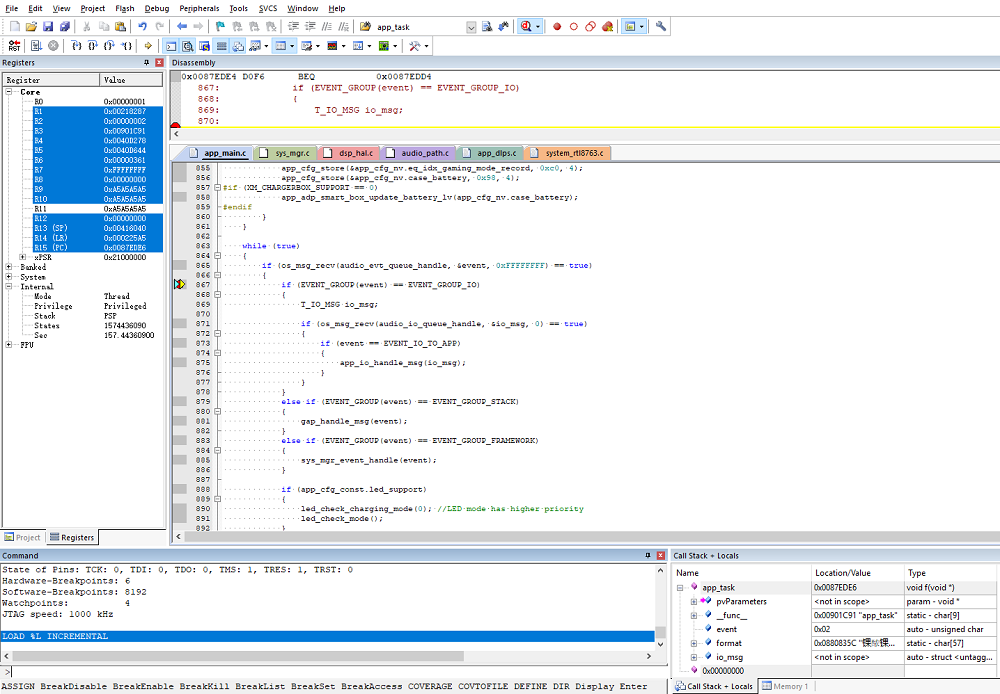 File Edit View Project Flash Debug Peripherals Tools SVCS Window Help
app_task
Registers
Register Value
Core
R0 0x00000001
R1 0x00218287
R2 0x00000002
R3 0x00901C91
R4 0x0040D278
R5 0x0040D644
R6 0x00000361
R7 0xFFFFFFFF
R8 0x00000000
R9 0xA5A5A5A5
R10 0xA5A5A5A5
R11 0xA5A5A5A5
R12 0x00000000
R13 (SP) 0x00416040
R14 (LR) 0x000225A5
R15 (PC) 0x0087EDE6
xPSR 0x21000000
Banked
System
Internal
Mode Thread
Privilege Privileged
Stack PSP
States 1574436090
Sec 157.44360900
FPU
Project Registers
Disassembly
0x0087EDE4 D0F6 BEQ 0x0087EDD4
867: if (EVENT_GROUP(event) == EVENT_GROUP_IO)
868: {
869: T_IO_MSG io_msg;
870:
app_main.c sys_mgr.c dsp_hal.c audio_path.c app_dlps.c system_rtl8763.c
855 app_cfg_store(&app_cfg_nv.eq_idx_gaming_mode_record, 0xc0, 4);
856 app_cfg_store(&app_cfg_nv.case_battery, 0x98, 4);
857 #if (XM_CHARGERBOX_SUPPORT == 0)
858 app_adp_smart_box_update_battery_lv(app_cfg_nv.case_battery);
859 #endif
860 }
861 }
862
863 while (true)
864 {
865 if (os_msg_recv(audio_evt_queue_handle, &event, 0xFFFFFFFF) == true)
866 {
867 if (EVENT_GROUP(event) == EVENT_GROUP_IO)
868 {
869 T_IO_MSG io_msg;
870
871 if (os_msg_recv(audio_io_queue_handle, &io_msg, 0) == true)
872 {
873 if (event == EVENT_IO_TO_APP)
874 {
875 app_io_handle_msg(io_msg);
876 }
877 }
878 }
879 else if (EVENT_GROUP(event) == EVENT_GROUP_STACK)
880 {
881 gap_handle_msg(event);
882 }
883 else if (EVENT_GROUP(event) == EVENT_GROUP_FRAMEWORK)
884 {
885 sys_mgr_event_handle(event);
886 }
887
888 if (app_cfg_const.led_support)
889 {
890 led_check_charging_mode(0); //LED mode has higher priority
891 led_check_mode();
892 }
Command
State of Pins: TCK: 0, TDI: 0, TDO: 0, TMS: 1, TRES: 1, TRST: 0
Hardware-Breakpoints: 6
Software-Breakpoints: 8192
Watchpoints: 4
JTAG speed: 1000 kHz
LOAD %L INCREMENTAL
>
ASSIGN BreakDisable BreakEnable BreakKill BreakList BreakSet BreakAccess COVERAGE COVTOFILE DEFINE DIR Display Enter
Call Stack + Locals
Name Location/Value Type
app_task 0x0087EDE6 void f(void *)
pvParameters <not in scope> param - void *
__func__ 0x00901C91 "app_task" static - char[9]
event 0x02 auto - unsigned char
format 0x0880835C static - char[57]
io_msg <not in scope> auto - struct <untagg...
0x00000000
Call Stack + Locals Memory 1